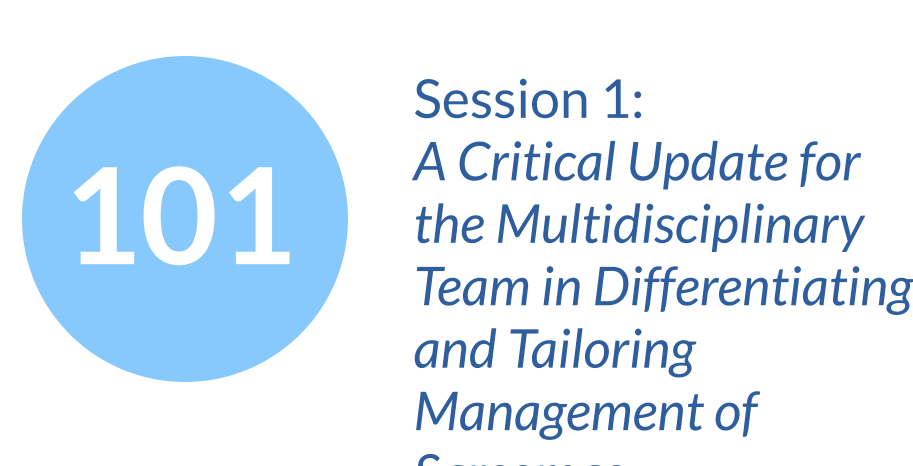 101
Session 1:
A Critical Update for
the Multidisciplinary
Team in Differentiating
and Tailoring
Management of